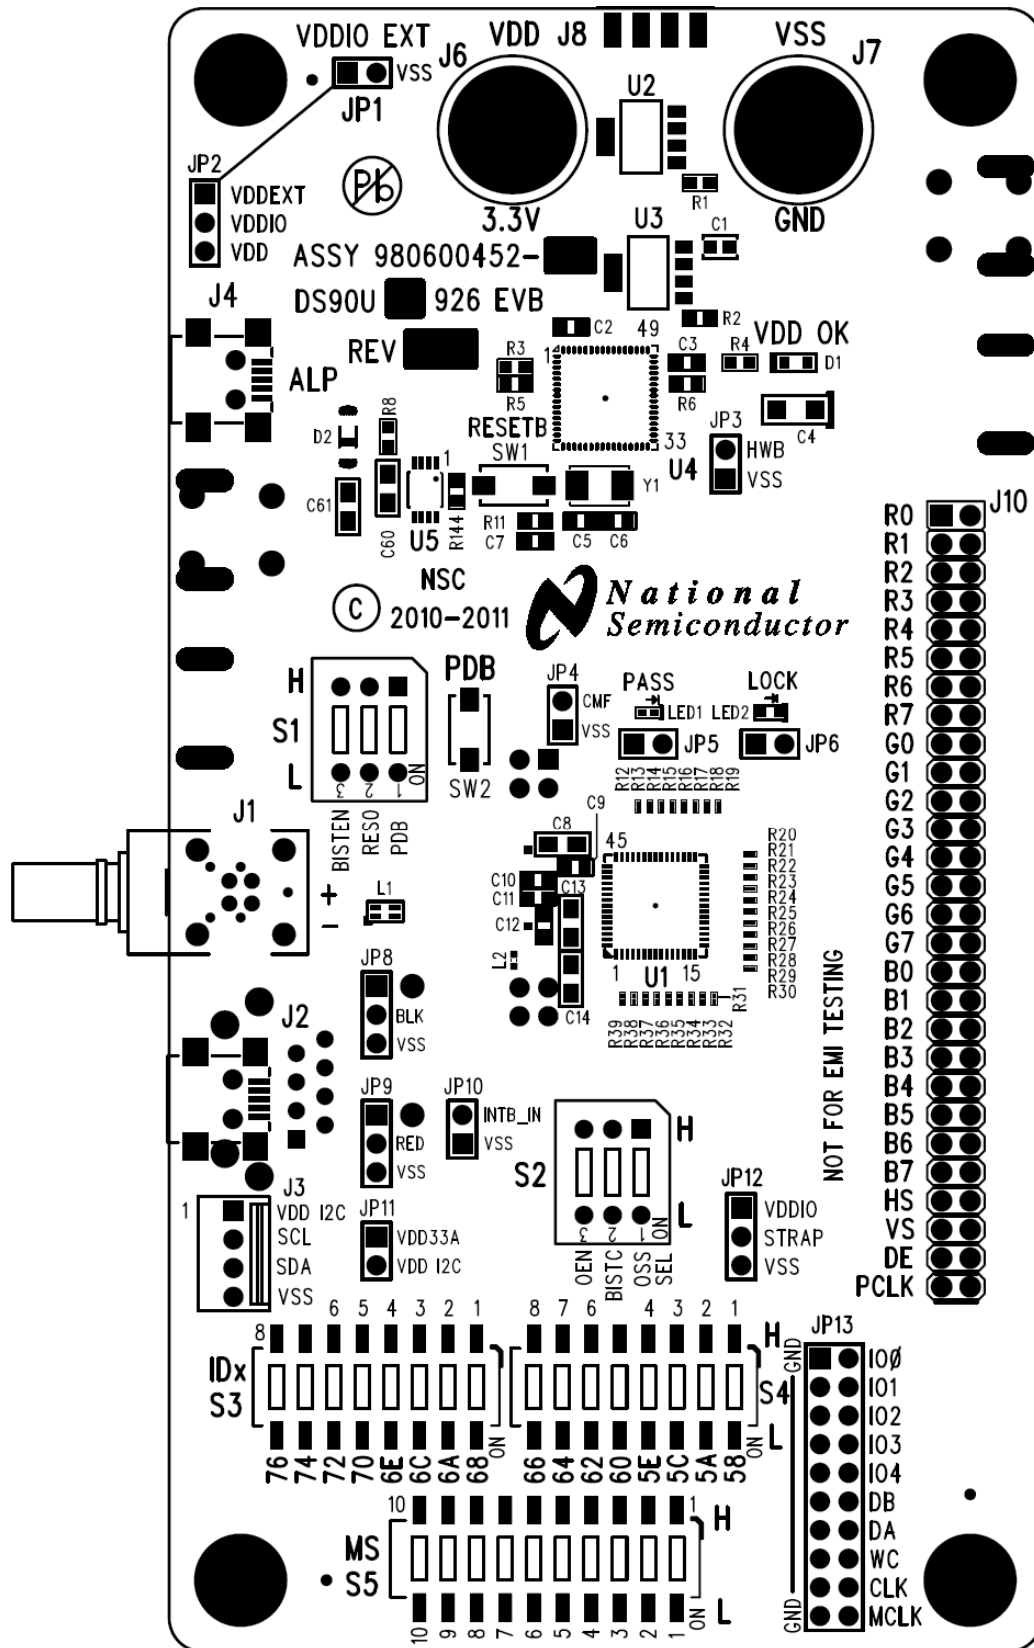 VDDIO EXT
VDD
J8
VSS
J6
J7
VSS
JP1
U2
JP2
VDDEXT
VDDIO
VDD
Pb
R1
3.3V
U3
C1
GND
ASSY 980600452-
DS90U 926 EVB
J4
REV
C2
49
R2
VDD OK
1
R3
C3
R4
D1
ALP
R5
R6
R8
D2
RESETB
SW1
33
U4
JP3
HWB
VSS
C4
1
Y1
C61
C60
U5
R144
R11
C7
C5
C6
J10
NSC
© 2010-2011
National
Semiconductor
R0
R1
R2
R3
R4
R5
R6
R7
G0
G1
G2
G3
G4
G5
G6
G7
B0
B1
B2
B3
B4
B5
B6
B7
HS
VS
DE
PCLK
H
S1
L
3 2 1 ON
BISTEN
RESO
PDB
PDB
SW2
JP4
CMF
VSS
PASS
LED1
LOCK
LED2
JP5
JP6
R12
R13
R14
R15
R16
R17
R18
R19
C9
C8
45
R20
R21
R22
R23
R24
R25
R26
R27
R28
R29
R30
R31
J1
+
-
L1
C10
C11
C12
C13
L2
C14
1
15
U1
R39
R38
R37
R36
R35
R34
R33
R32
NOT FOR EMI TESTING
JP8
BLK
VSS
J2
JP9
RED
VSS
JP10
INTB_IN
VSS
H
S2
L
3 2 1 ON
OEN
BISTC
OSS
SEL
JP12
VDDIO
STRAP
VSS
J3
1
VDD I2C
SCL
SDA
VSS
JP11
VDD33A
VDD I2C
8 6 5 4 3 2 1
IDx
S3
ON
76 74 72 70 6E 6C 6A 68
8 7 6 4 3 2 1
H
S4
L
ON
66 64 62 60 5E 5C 5A 58
JP13
GND
IOØ
IO1
IO2
IO3
IO4
DB
DA
WC
CLK
MCLK
GND
10 1
H
MS
S5
L
ON
10 9 8 7 6 5 4 3 2 1